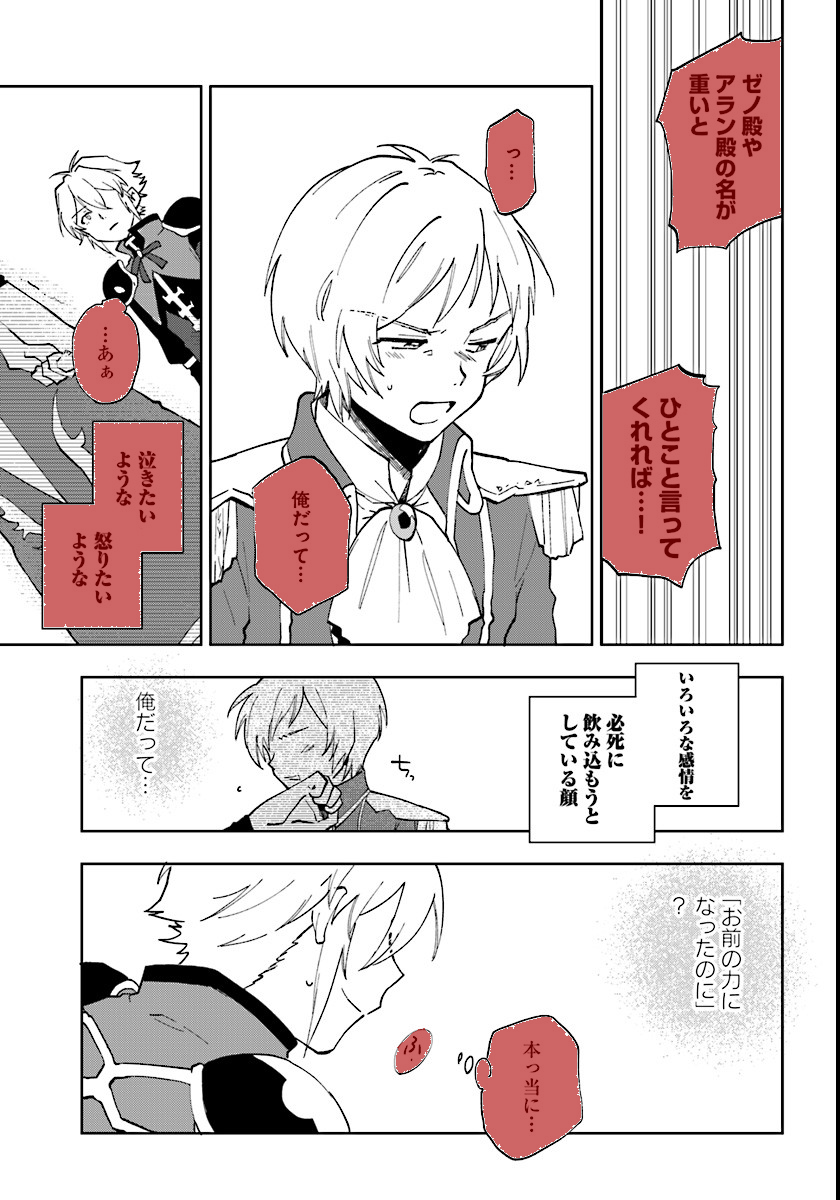 ゼノ殿や
アラン殿の名が
重いと
ひとこと言って
くれれば…！
っ…
俺だって…
…あぁ
泣きたい
ような
怒りたい
ような
いろいろな感情を
必死に
飲み込もうと
している顔
ちっ
俺だって…
「お前の力に
なったのに」
？
本っ当に…
ふ